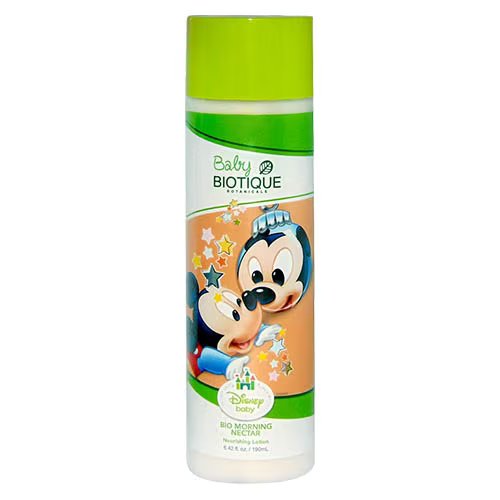 Baby
BIOTIQUE
BOTANICALS
Disney
baby
BIO MORNING
NECTAR
Nourishing Lotion
6.42 fl. oz. / 190mL